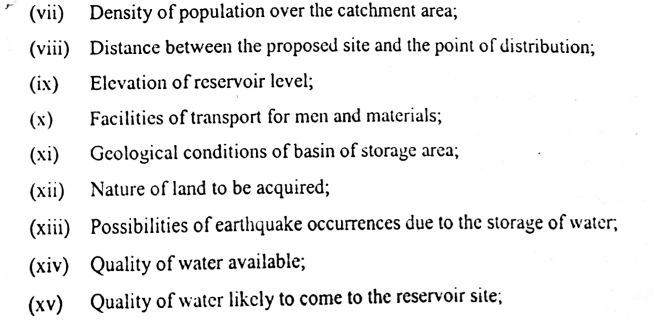 (vii) Density of population over the catchment area;
(viii) Distance between the proposed site and the point of distribution;
(ix) Elevation of reservoir level;
(x) Facilities of transport for men and materials;
(xi) Geological conditions of basin of storage area;
(xii) Nature of land to be acquired;
(xiii) Possibilities of earthquake occurrences due to the storage of water;
(xiv) Quality of water available;
(xv) Quality of water likely to come to the reservoir site;